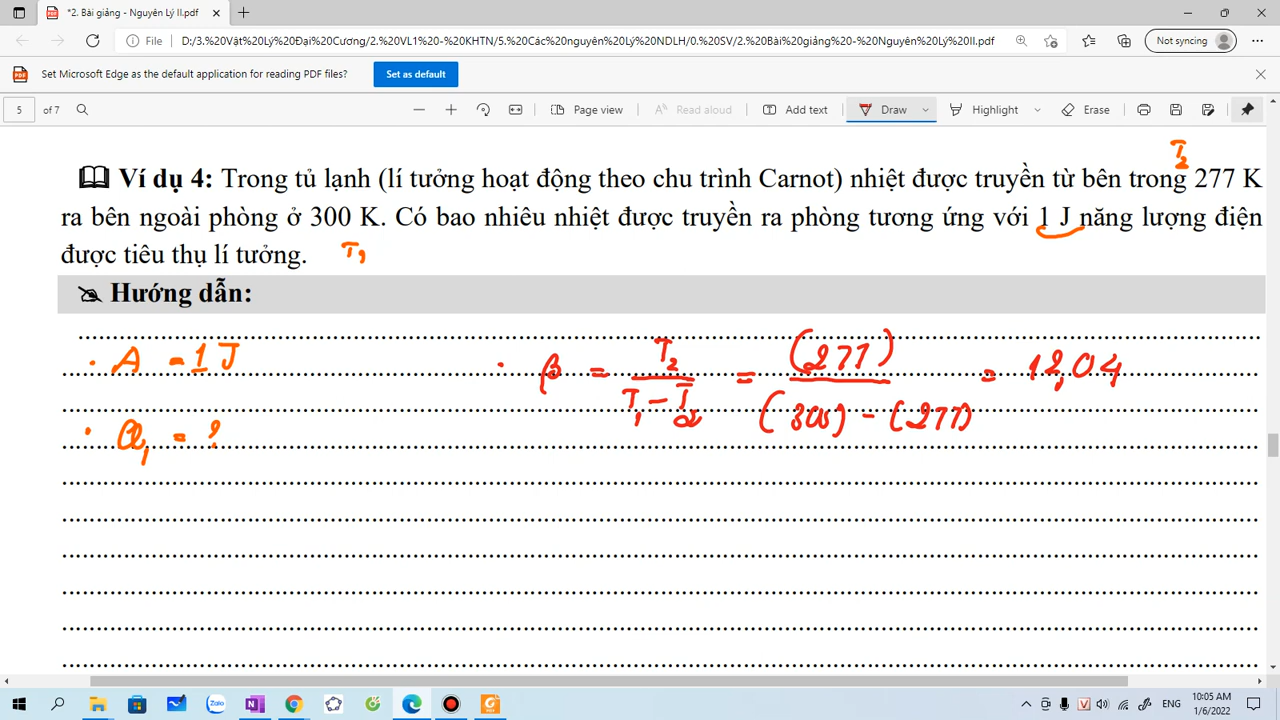 *2. Bài giảng - Nguyên Lý II.pdf
File D:/3.%20Vật%20Lý%20Đại%20Cương/2.%20VL1%20-%20KHTN/5.%20Các%20nguyên%20Lý%20NDLH/0.%20SV/2.%20Bài%20giảng%20-%20Nguyên%20Lý%20II.pdf Not syncing
Set Microsoft Edge as the default application for reading PDF files? Set as default
5 of 7 Page view Read aloud Add text Draw Highlight Erase
T2
Ví dụ 4: Trong tủ lạnh (lí tưởng hoạt động theo chu trình Carnot) nhiệt được truyền từ bên trong 277 K
ra bên ngoài phòng ở 300 K. Có bao nhiêu nhiệt được truyền ra phòng tương ứng với 1 J năng lượng điện
được tiêu thụ lí tưởng. T1
Hướng dẫn:
. A = 1 J . β = T2 / (T1 - T2) = (277) / ((300) - (277)) = 12,04
. Q1 = ?
ENG 10:05 AM
1/6/2022